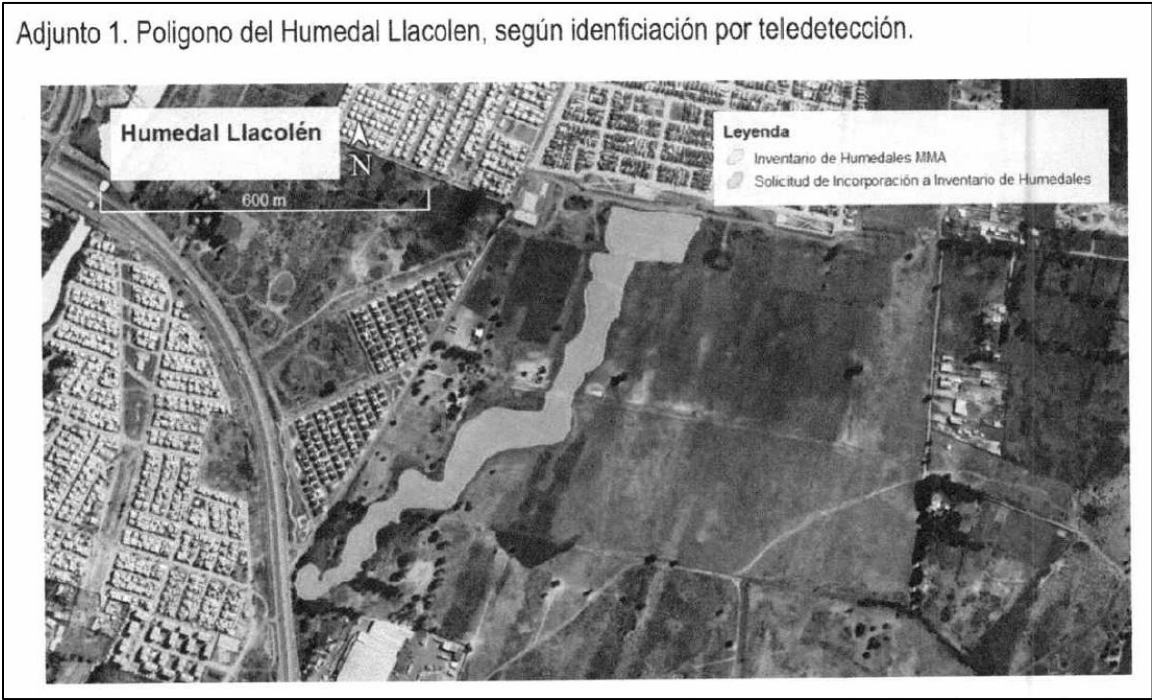 Adjunto 1. Poligono del Humedal Llacolen, según idenficiación por teledetección.
Humedal Llacolén
N
600 m
Leyenda
Inventario de Humedales MMA
Solicitud de Incorporación a Inventario de Humedales